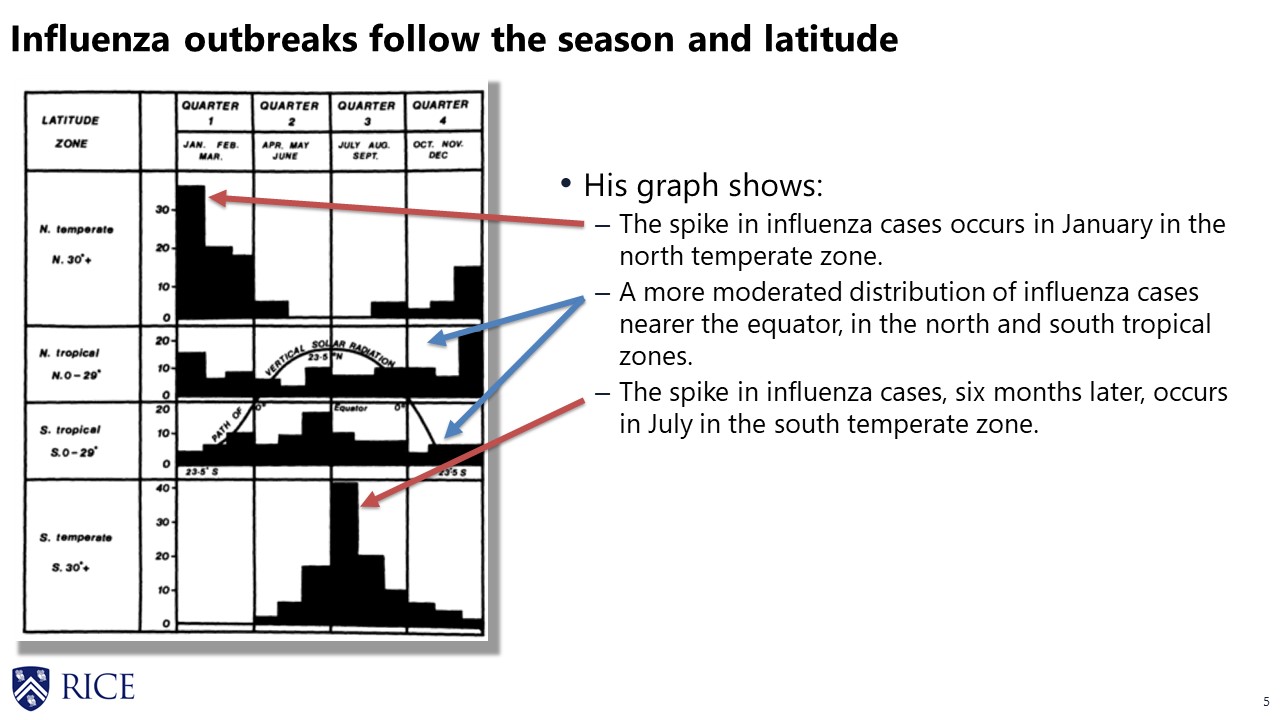 Influenza outbreaks follow the season and latitude
LATITUDE
ZONE
QUARTER
1
QUARTER
2
QUARTER
3
QUARTER
4
JAN. FEB.
MAR.
APR. MAY
JUNE
JULY AUG.
SEPT.
OCT. NOV.
DEC
N. temperate
N. 30°+
30
20
10
0
N. tropical
N. 0–29°
20
10
0
VERTICAL SOLAR RADIATION
23·5 °N
S. tropical
S. 0–29°
20
10
0
PATH OF
0°
Equator
0°
23·5° S
23·5 S
S. temperate
S. 30°+
40
30
20
10
0
• His graph shows:
– The spike in influenza cases occurs in January in the
north temperate zone.
– A more moderated distribution of influenza cases
nearer the equator, in the north and south tropical
zones.
– The spike in influenza cases, six months later, occurs
in July in the south temperate zone.
RICE
5